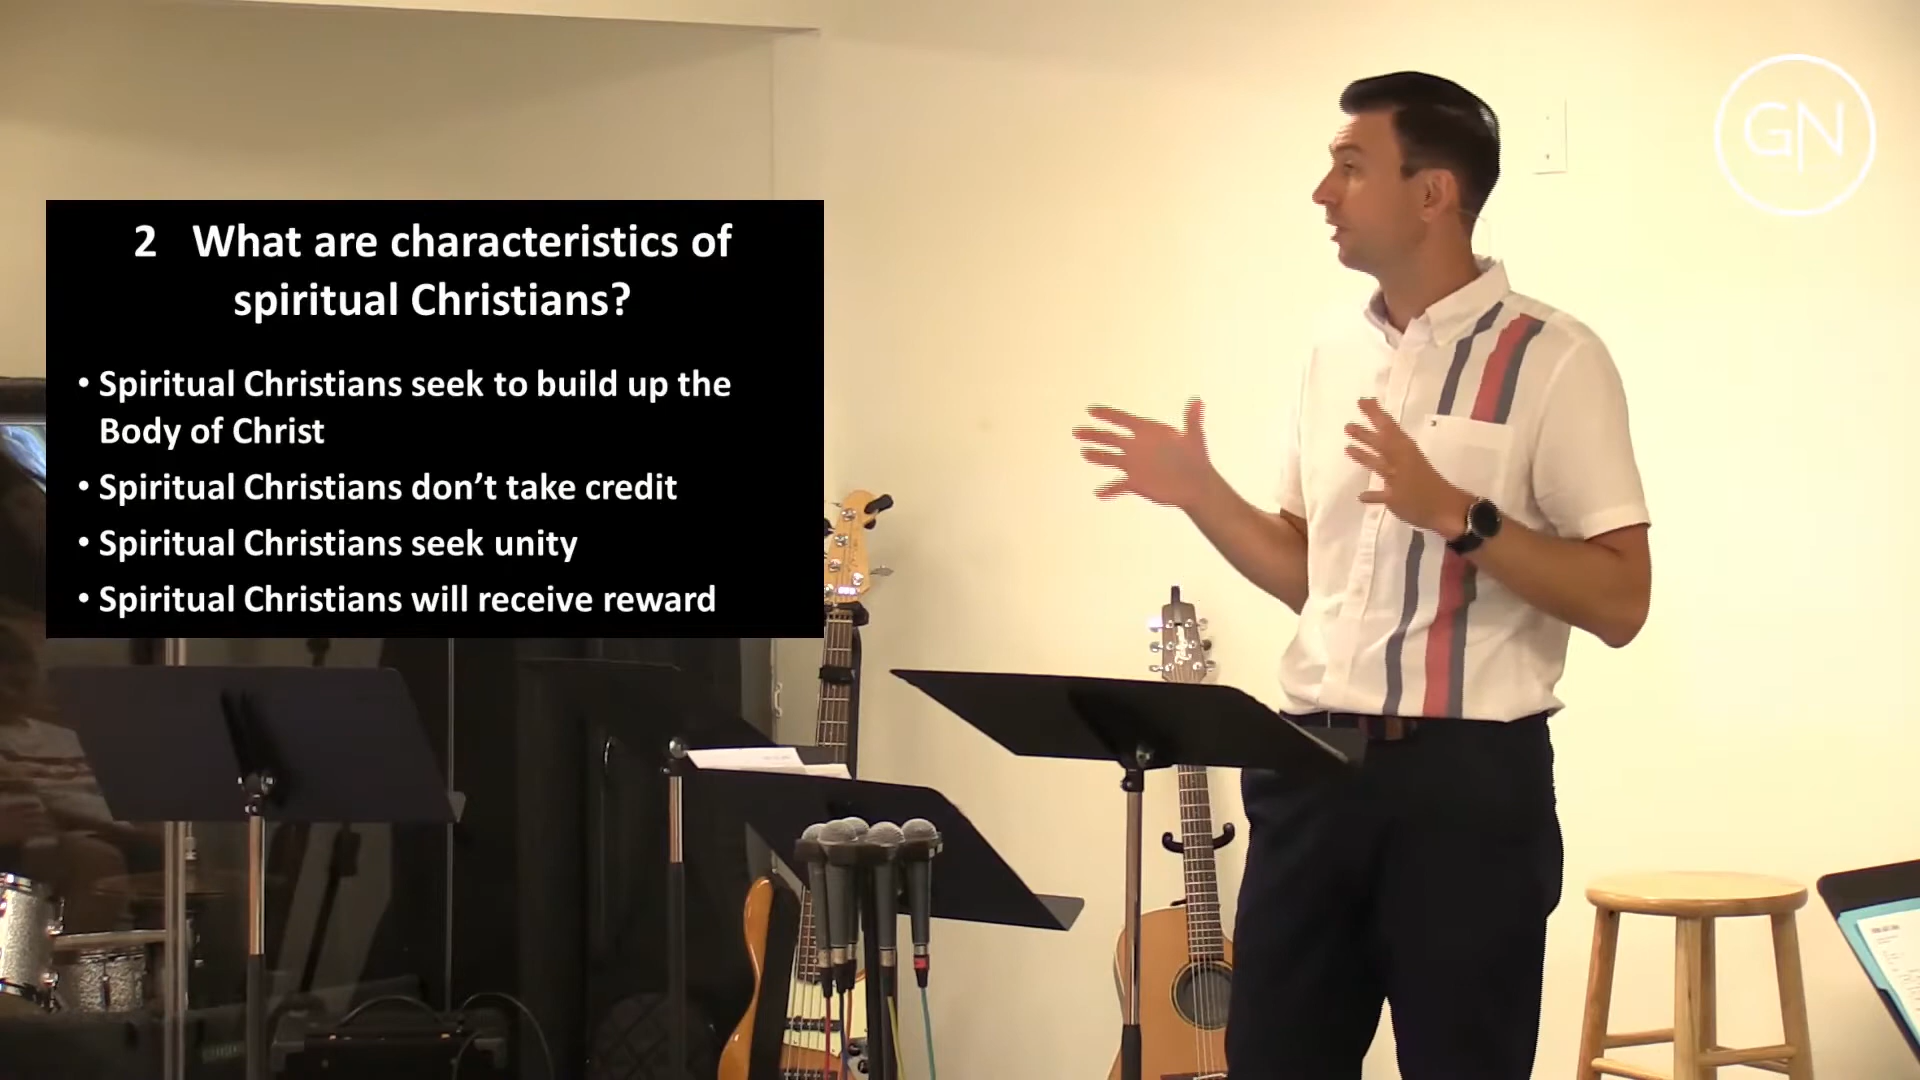 GN
2 What are characteristics of
spiritual Christians?
• Spiritual Christians seek to build up the
Body of Christ
• Spiritual Christians don’t take credit
• Spiritual Christians seek unity
• Spiritual Christians will receive reward